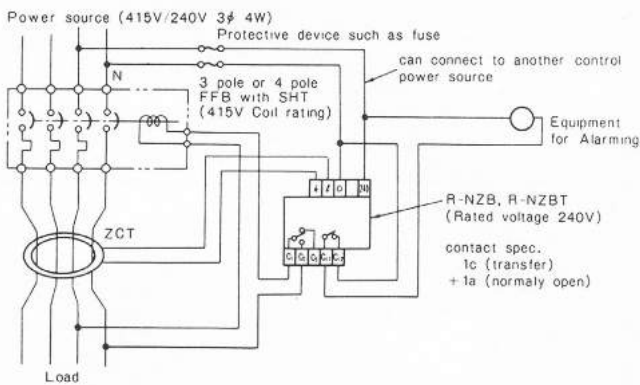 Power source (415V/240V 3ϕ 4W)
Protective device such as fuse
N
can connect to another control
power source
3 pole or 4 pole
FFB with SHT
(415V Coil rating)
Equipment
for Alarming
ZCT
R-NZB, R-NZBT
(Rated voltage 240V)
contact spec.
1c (transfer)
+1a (normaly open)
Load